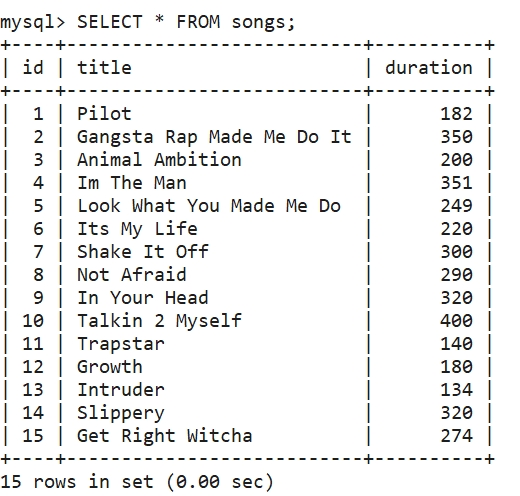 mysql> SELECT * FROM songs;
+----+----------------------------+----------+
| id | title                      | duration |
+----+----------------------------+----------+
|  1 | Pilot                      |      182 |
|  2 | Gangsta Rap Made Me Do It  |      350 |
|  3 | Animal Ambition            |      200 |
|  4 | Im The Man                 |      351 |
|  5 | Look What You Made Me Do   |      249 |
|  6 | Its My Life                |      220 |
|  7 | Shake It Off               |      300 |
|  8 | Not Afraid                 |      290 |
|  9 | In Your Head               |      320 |
| 10 | Talkin 2 Myself            |      400 |
| 11 | Trapstar                   |      140 |
| 12 | Growth                     |      180 |
| 13 | Intruder                   |      134 |
| 14 | Slippery                   |      320 |
| 15 | Get Right Witcha           |      274 |
+----+----------------------------+----------+
15 rows in set (0.00 sec)